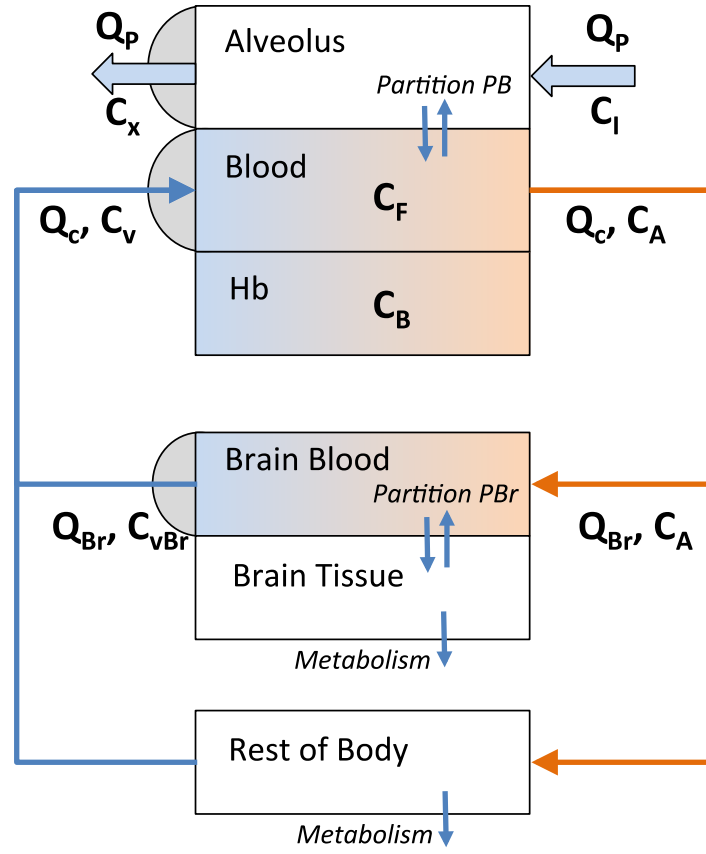 Q_P
Alveolus
Q_P
Partition PB
C_x
C_I
Blood
C_F
Q_c, C_v
Q_c, C_A
Hb
C_B
Brain Blood
Partition PBr
Q_Br, C_vBr
Q_Br, C_A
Brain Tissue
Metabolism
Rest of Body
Metabolism